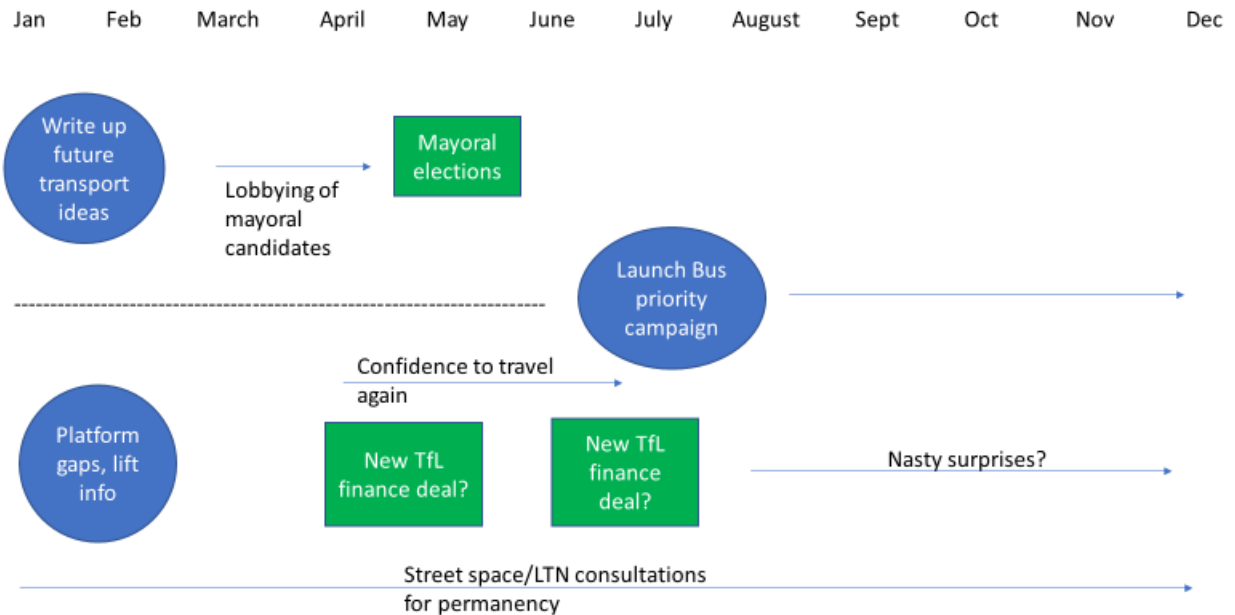 Jan Feb March April May June July August Sept Oct Nov Dec
Write up
future
transport
ideas
Lobbying of
mayoral
candidates
Mayoral
elections
Launch Bus
priority
campaign
Confidence to travel
again
Platform
gaps, lift
info
New TfL
finance deal?
New TfL
finance
deal?
Nasty surprises?
Street space/LTN consultations
for permanency